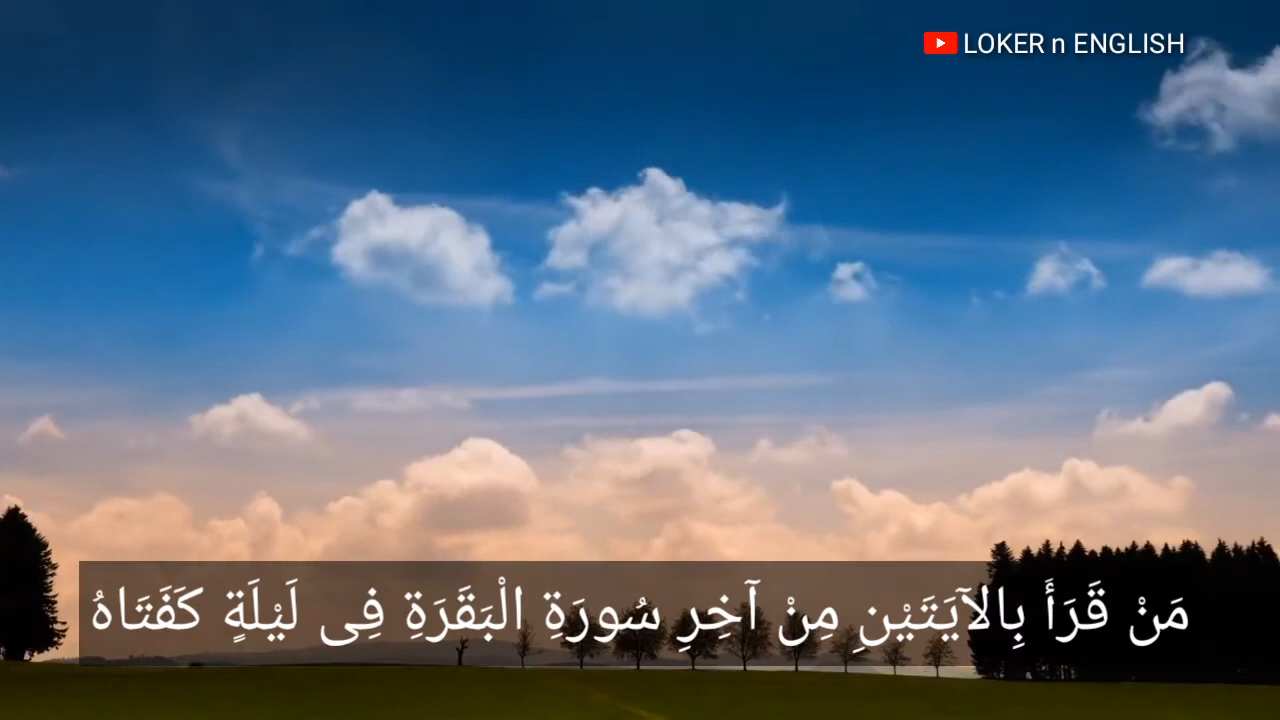 LOKER n ENGLISH
مَنْ قَرَأَ بِالآيَتَيْنِ مِنْ آخِرِ سُورَةِ الْبَقَرَةِ فِى لَيْلَةٍ كَفَتَاهُ